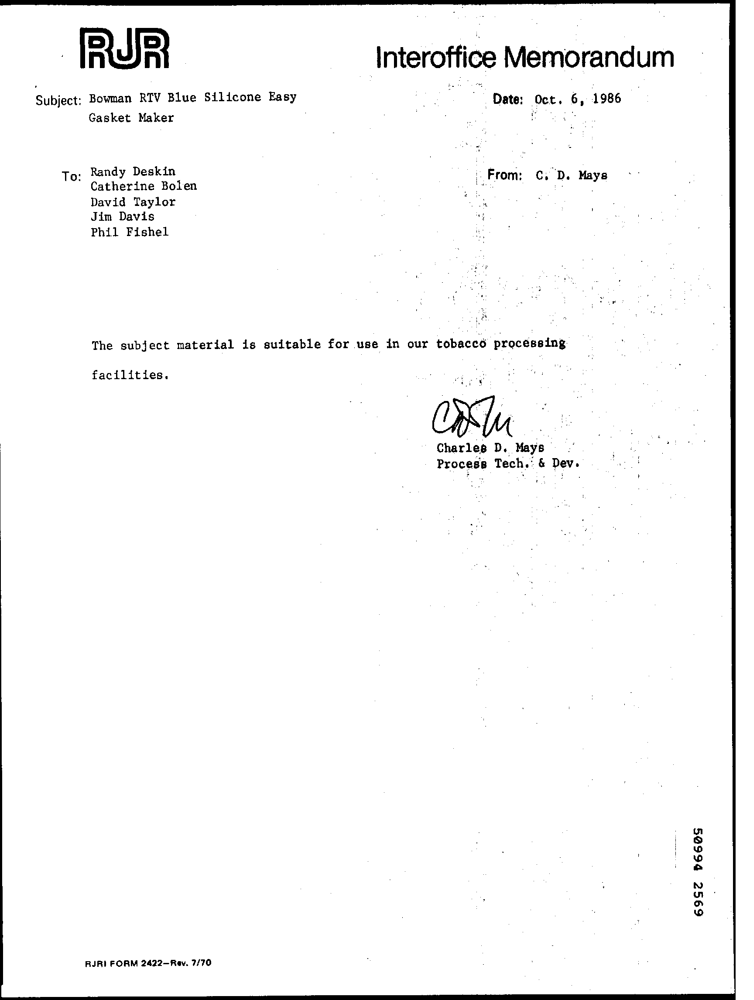 RJR
Interoffice Memorandum
Subject: Bowman RTV Blue Silicone Easy
Gasket Maker
Date: Oct. 6, 1986
To: Randy Deskin
Catherine Bolen
David Taylor
Jim Davis
Phil Fishel
From: C. D. Mays
The subject material is suitable for use in our tobacco processing
facilities.
Charles D. Mays
Process Tech. & Dev.
50994 2569
RJRI FORM 2422—Rev. 7/70